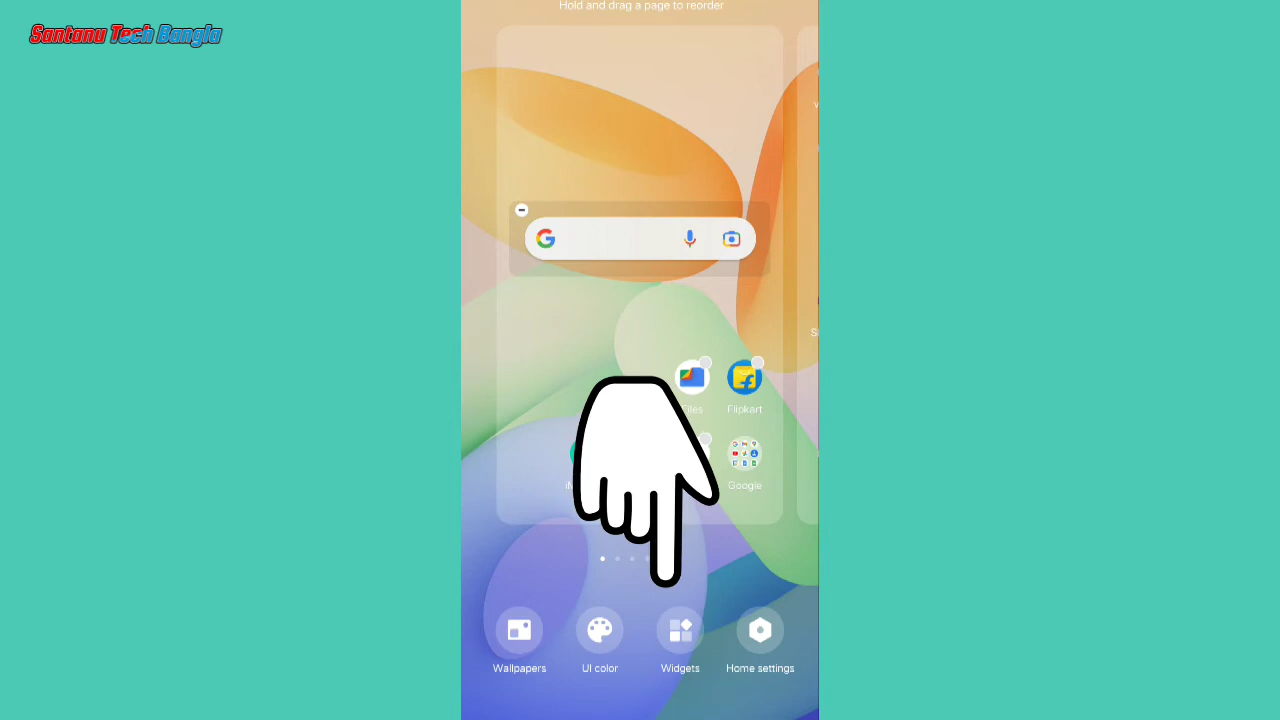 Santanu Tech Bangla
Hold and drag a page to reorder
Flipkart
Google
Wallpapers
UI color
Widgets
Home settings